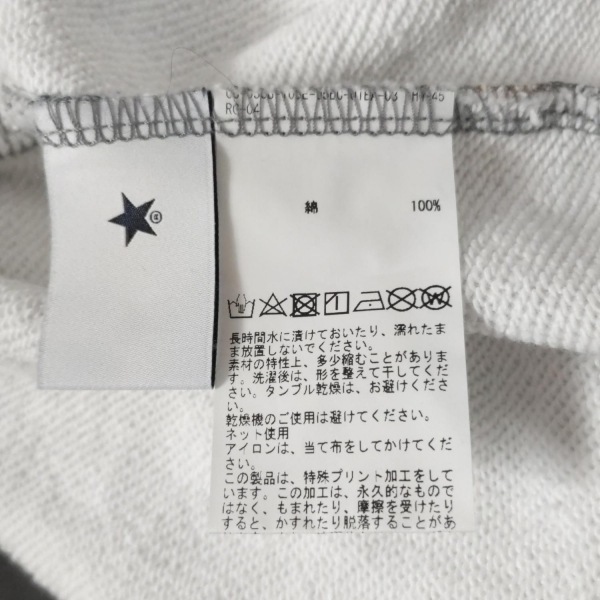 RC-04
HY-45
綿 100%
長時間水に漬けておいたり、濡れたま
ま放置しないでください。
素材の特性上、多少縮むことがありま
す。洗濯後は、形を整えて干してくだ
さい。タンブル乾燥は、お避けくださ
い。
乾燥機のご使用は避けてください。
ネット使用
アイロンは、当て布をしてかけてくだ
さい。
この製品は、特殊プリント加工をして
います。この加工は、永久的なもので
はなく、もまれたり、摩擦を受けたり
すると、かすれたり脱落することがあ